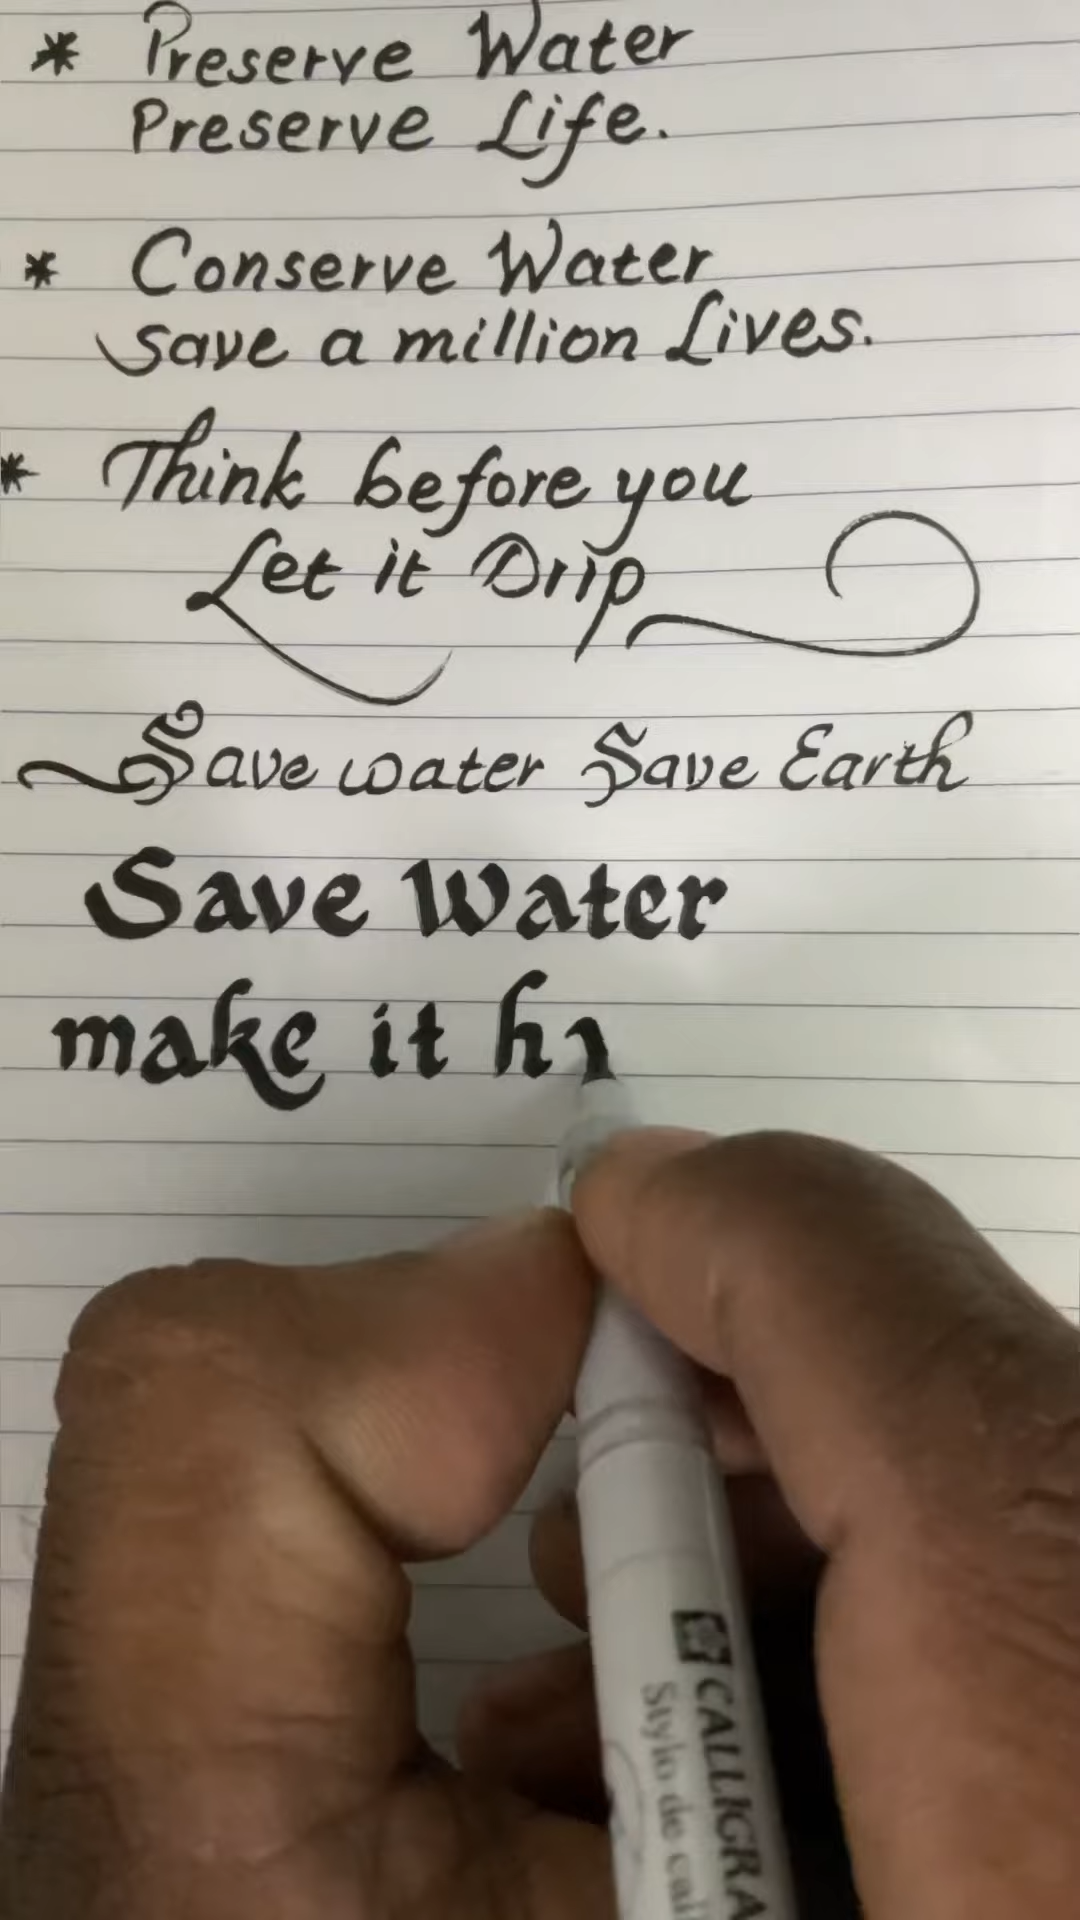 * Preserve Water
Preserve Life.
* Conserve Water
save a million Lives.
* Think before you
Let it Drip
Save water Save Earth
Save Water
make it h
CALLIGRA
Stylo de call